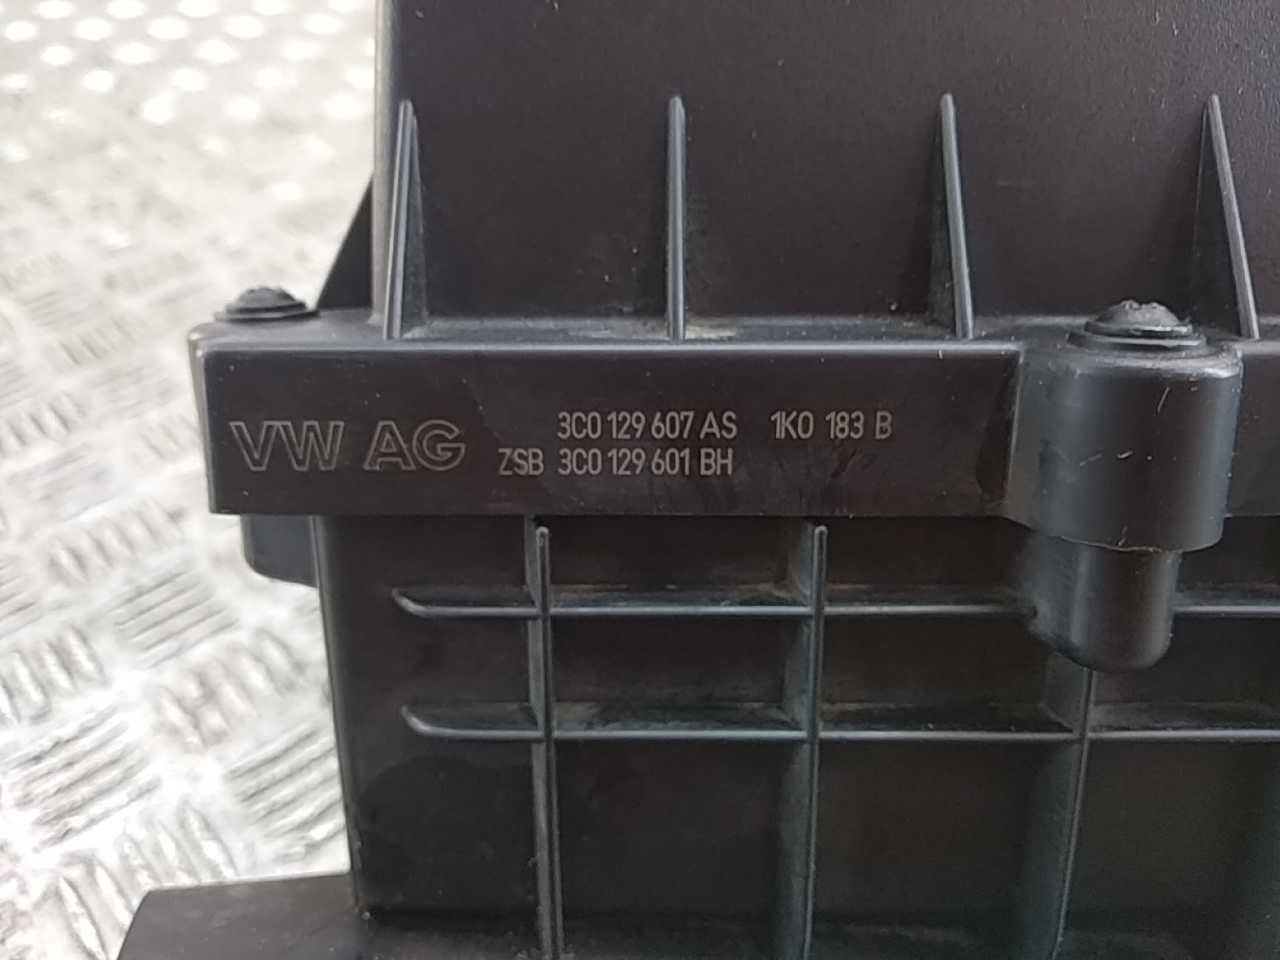 VW AG 3C0 129 607 AS 1K0 183 B
ZSB 3C0 129 601 BH